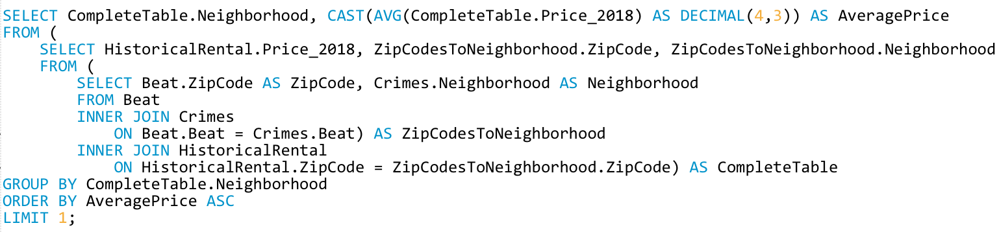 SELECT CompleteTable.Neighborhood, CAST(AVG(CompleteTable.Price_2018) AS DECIMAL(4,3)) AS AveragePrice
FROM (
    SELECT HistoricalRental.Price_2018, ZipCodesToNeighborhood.ZipCode, ZipCodesToNeighborhood.Neighborhood
    FROM (
        SELECT Beat.ZipCode AS ZipCode, Crimes.Neighborhood AS Neighborhood
        FROM Beat
        INNER JOIN Crimes
            ON Beat.Beat = Crimes.Beat) AS ZipCodesToNeighborhood
        INNER JOIN HistoricalRental
            ON HistoricalRental.ZipCode = ZipCodesToNeighborhood.ZipCode) AS CompleteTable
GROUP BY CompleteTable.Neighborhood
ORDER BY AveragePrice ASC
LIMIT 1;